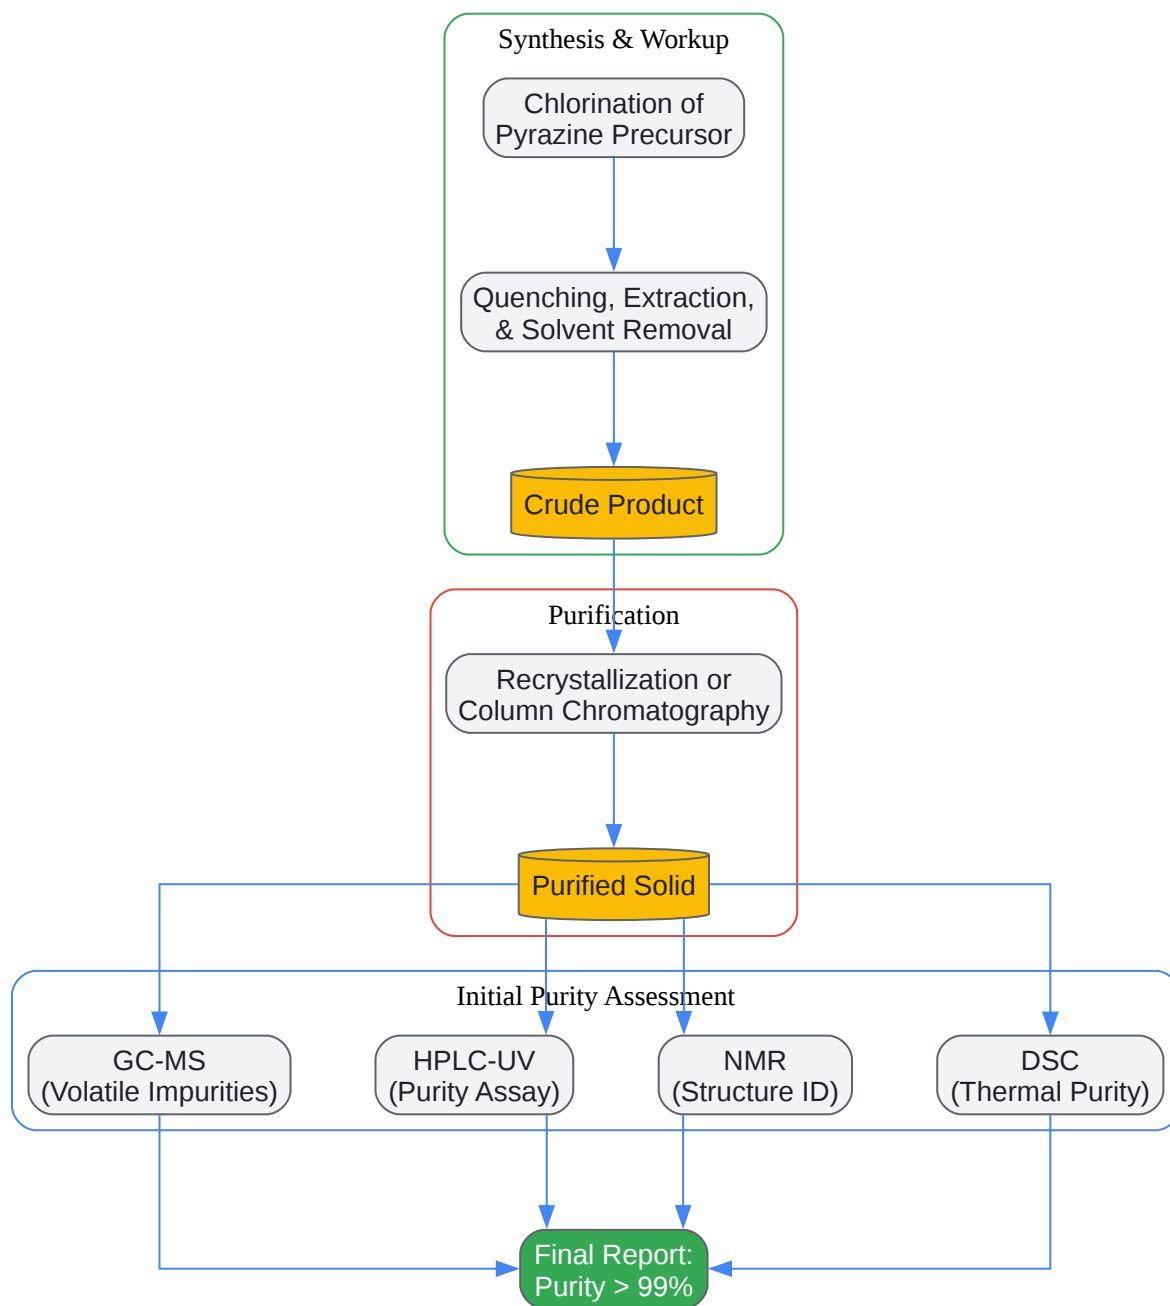 Synthesis & Workup
Chlorination of
Pyrazine Precursor
Quenching, Extraction,
& Solvent Removal
Crude Product
Purification
Recrystallization or
Column Chromatography
Purified Solid
Initial Purity Assessment
GC-MS
(Volatile Impurities)
HPLC-UV
(Purity Assay)
NMR
(Structure ID)
DSC
(Thermal Purity)
Final Report:
Purity > 99%